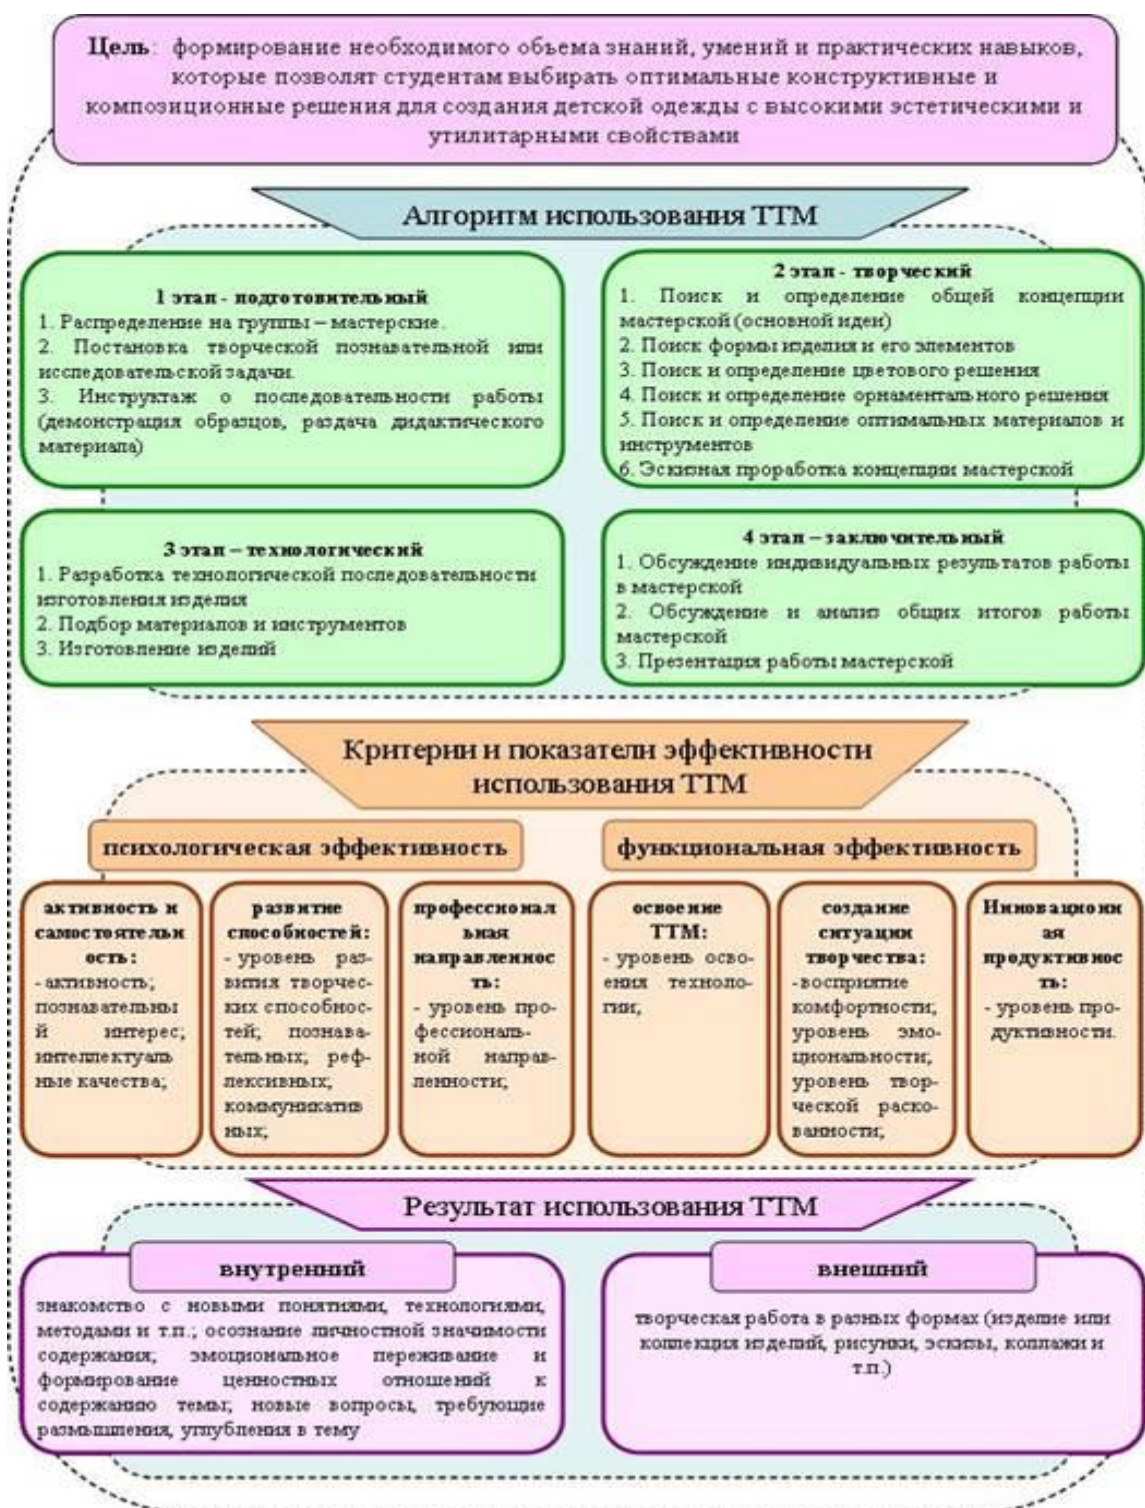 Цель: формирование необходимого объема знаний, умений и практических навыков,
которые позволят студентам выбирать оптимальные конструктивные и
композиционные решения для создания детской одежды с высокими эстетическими и
утилитарными свойствами
Алгоритм использования ТТМ
1 этап - подготовительный
1. Распределение на группы – мастерские.
2. Постановка творческой познавательной или
исследовательской задачи.
3. Инструктаж о последовательности работы
(демонстрация образцов, раздача дидактического
материала)
2 этап - творческий
1. Поиск и определение общей концепции
мастерской (основной идеи)
2. Поиск формы изделия и его элементов
3. Поиск и определение цветового решения
4. Поиск и определение орнаментального решения
5. Поиск и определение оптимальных материалов и
инструментов
6. Эскизная проработка концепции мастерской
3 этап – технологический
1. Разработка технологической последовательности
изготовления изделия
2. Подбор материалов и инструментов
3. Изготовление изделий
4 этап – заключительный
1. Обсуждение индивидуальных результатов работы
в мастерской
2. Обсуждение и анализ общих итогов работы
мастерской
3. Презентация работы мастерской
Критерии и показатели эффективности
использования ТТМ
психологическая эффективность
функциональная эффективность
активность и
самостоятельн
ость:
- активность;
познавательны
й интерес;
интеллектуаль
ные качества;
развитие
способностей:
- уровень раз-
вития творчес-
ких способнос-
тей; познава-
тельных; реф-
лексивных;
коммуникатив
ных;
профессионал
ьная
направленнос
ть:
- уровень про-
фессиональ-
ной направ-
ленности;
освоение
ТТМ:
- уровень осво-
ения техноло-
гии;
создание
ситуации
творчества:
-восприятие
комфортности;
уровень эмо-
циональности;
уровень твор-
ческой раско-
ванности;
Инновационн
ая
продуктивнос
ть:
- уровень про-
дуктивности.
Результат использования ТТМ
внутренний
знакомство с новыми понятиями, технологиями,
методами и т.п.; осознание личностной значимости
содержания; эмоциональное переживание и
формирование ценностных отношений к
содержанию темы; новые вопросы, требующие
размышления, углубления в тему
внешний
творческая работа в разных формах (изделие или
коллекция изделий, рисунки, эскизы, коллажи и
т.п.)